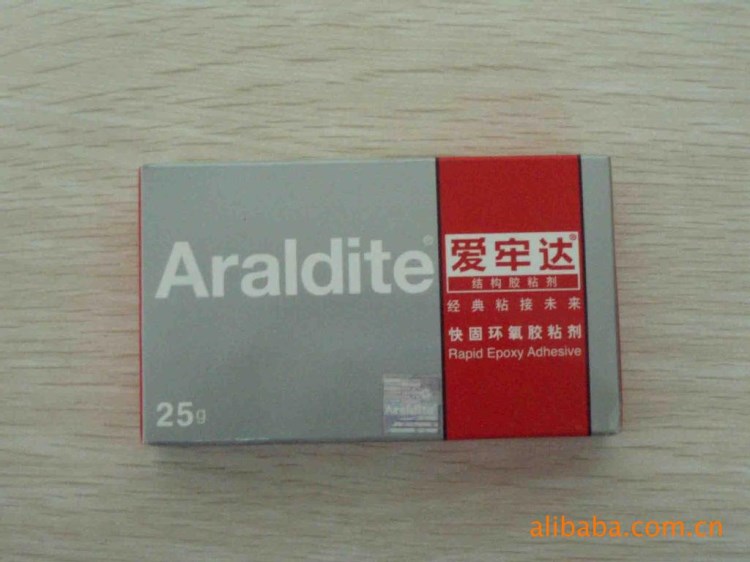 Araldite®
爱牢达®
结构胶粘剂
经典粘接未来
快固环氧胶粘剂
Rapid Epoxy Adhesive
25g
Araldite
alibaba.com.cn